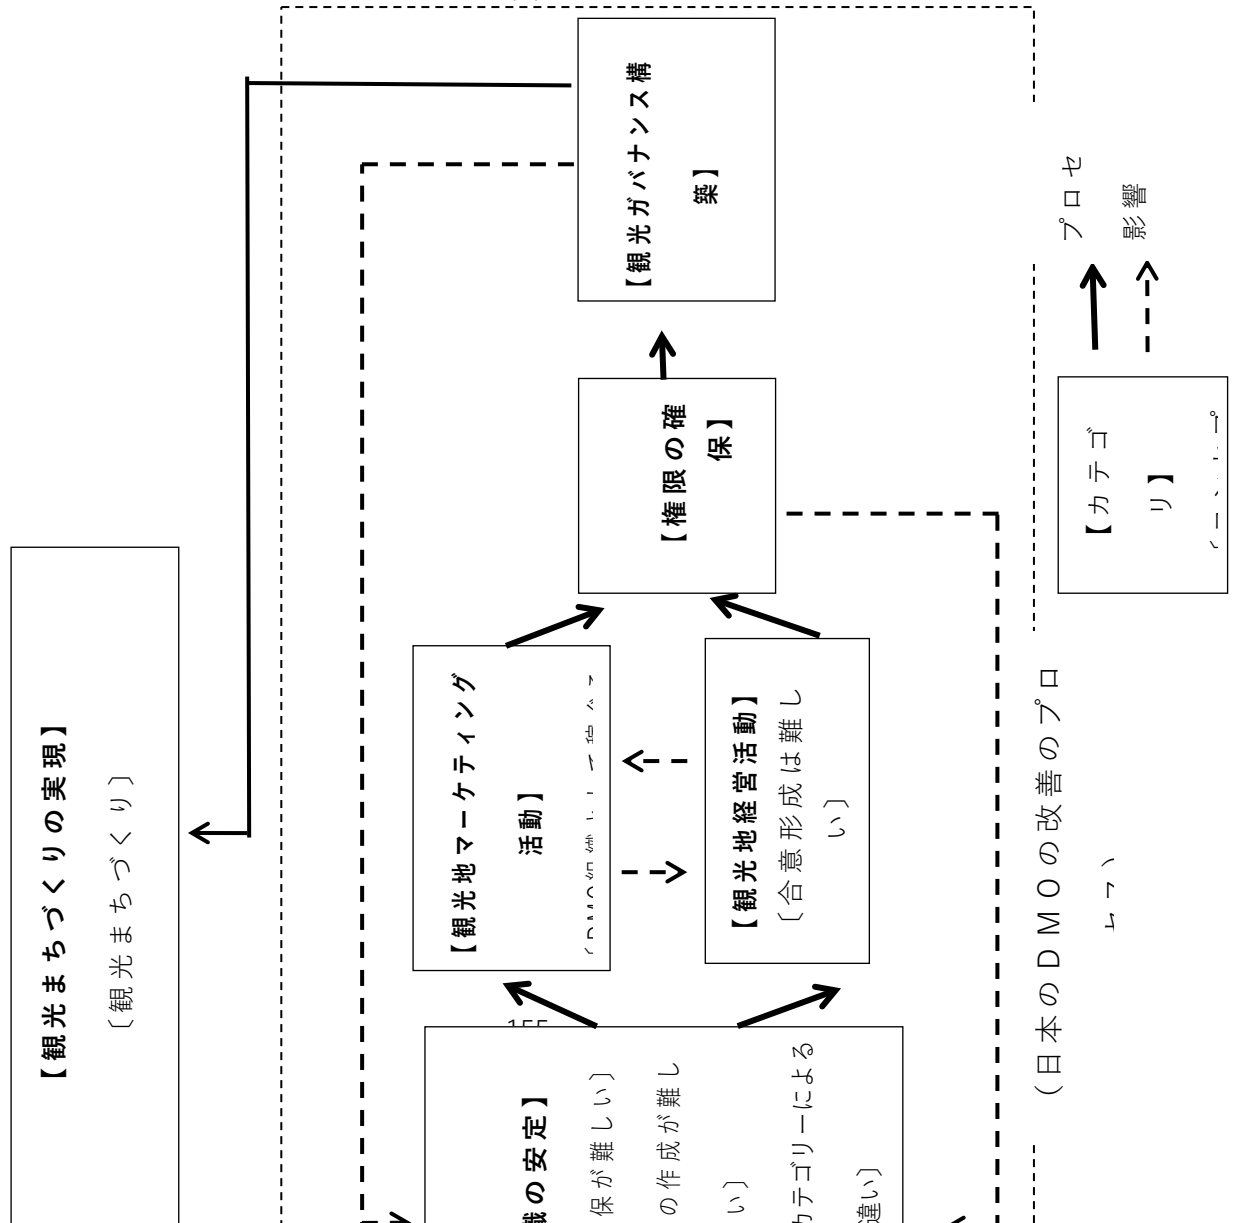 【観光まちづくりの実現】
〔観光まちづくり〕
【観光ガバナンス構
築】
【権限の確
保】
【観光地マーケティング
活動】
【観光地経営活動】
〔合意形成は難し
い〕
の安定】
保が難しい〕
の作成が難し
い〕
カテゴリーによる
違い〕
（日本のDMOの改善のプロ
プロセ
影響
【カテゴ
リ】